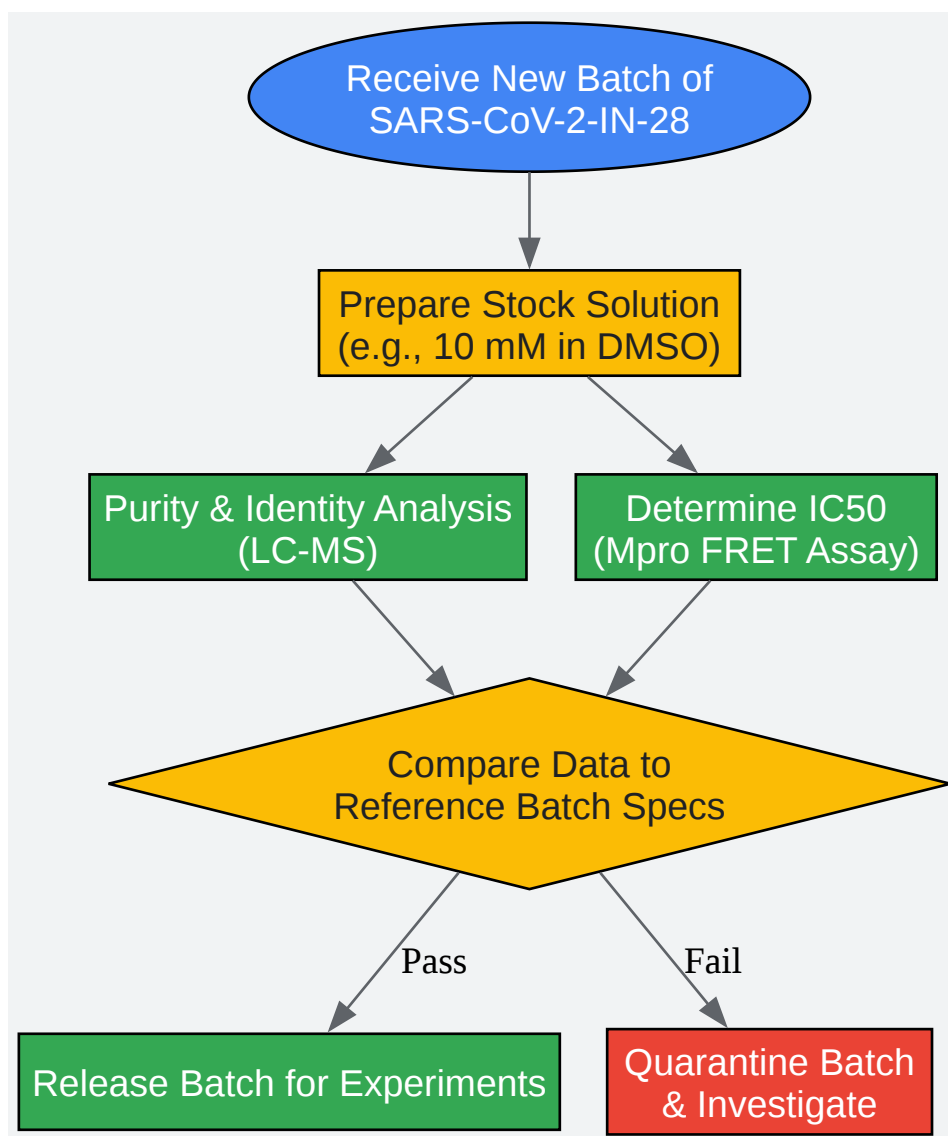 Receive New Batch of
SARS-CoV-2-IN-28
Prepare Stock Solution
(e.g., 10 mM in DMSO)
Purity & Identity Analysis
(LC-MS)
Determine IC50
(Mpro FRET Assay)
Compare Data to
Reference Batch Specs
Pass
Fail
Release Batch for Experiments
Quarantine Batch
& Investigate